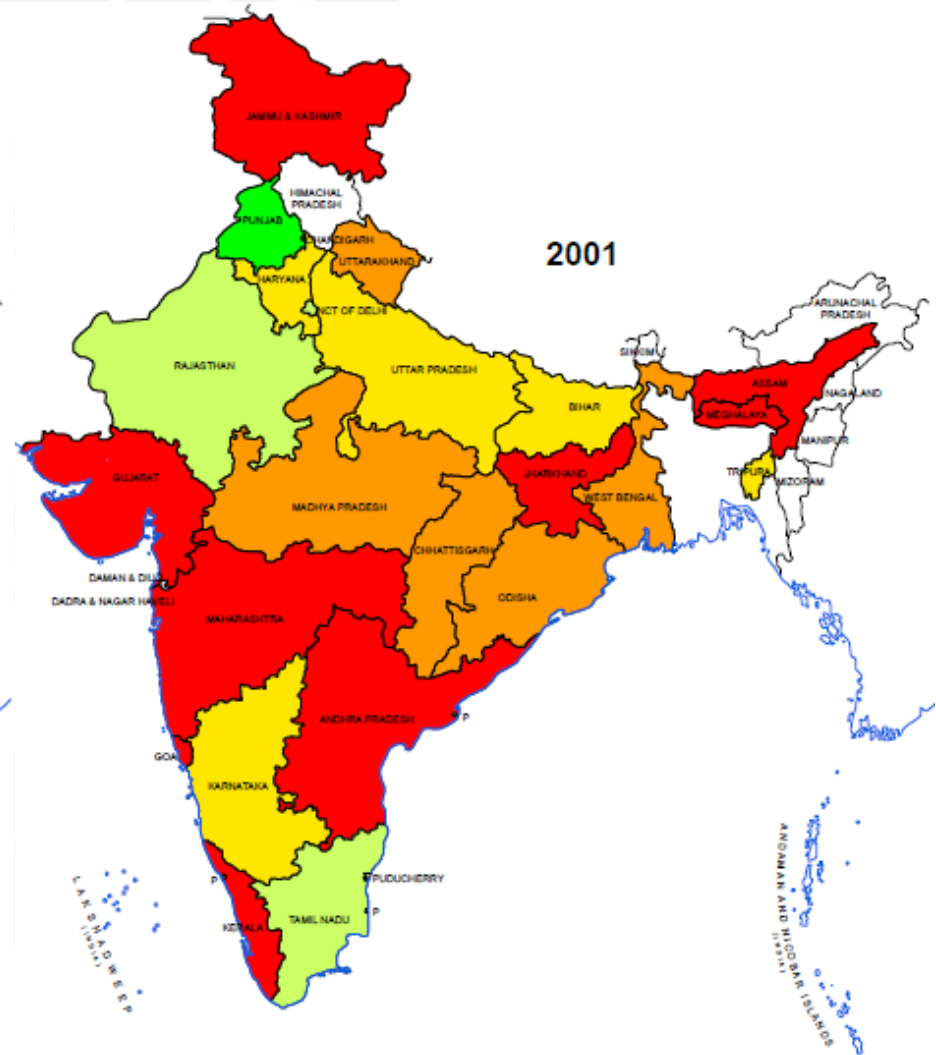 JAMMU & KASHMIR
HIMACHAL
PRADESH
PUNJAB
CHANDIGARH
UTTARAKHAND
2001
HARYANA
NCT OF DELHI
ARUNACHAL
PRADESH
SIKKIM
RAJASTHAN
UTTAR PRADESH
ASSAM
NAGALAND
BIHAR
MEGHALAYA
MANIPUR
GUJARAT
JHARKHAND
TRIPURA
MIZORAM
WEST BENGAL
MADHYA PRADESH
CHHATTISGARH
DAMAN & DIU
DADRA & NAGAR HAVELI
ODISHA
MAHARASHTRA
ANDHRA PRADESH
P
GOA
KARNATAKA
P
PUDUCHERRY
P
TAMIL NADU
KERALA
LAKSHADWEEP
(INDIA)
ANDAMAN AND NICOBAR ISLANDS
(INDIA)